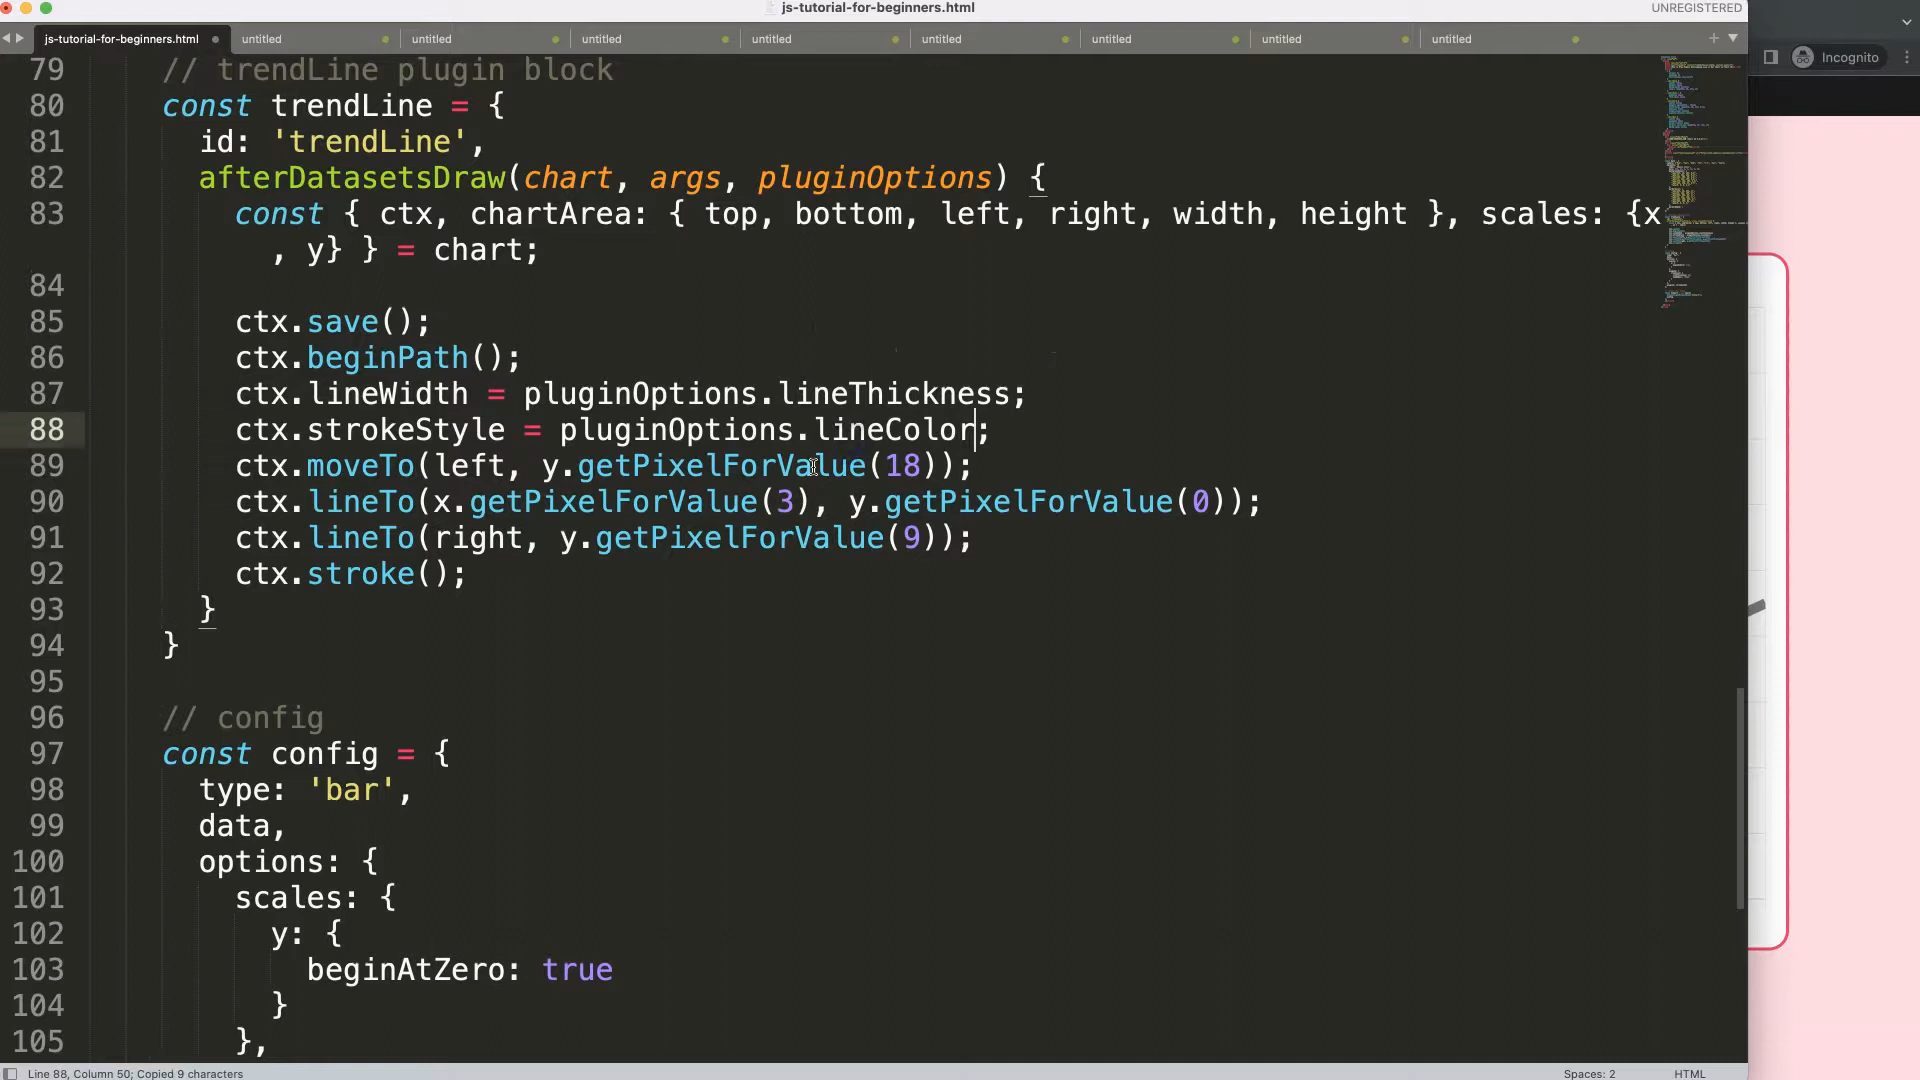 js-tutorial-for-beginners.html
UNREGISTERED
js-tutorial-for-beginners.html untitled untitled untitled untitled untitled untitled untitled untitled
Incognito
79 // trendLine plugin block
80 const trendLine = {
81 id: 'trendLine',
82 afterDatasetsDraw(chart, args, pluginOptions) {
83 const { ctx, chartArea: { top, bottom, left, right, width, height }, scales: {x
, y} } = chart;
84
85 ctx.save();
86 ctx.beginPath();
87 ctx.lineWidth = pluginOptions.lineThickness;
88 ctx.strokeStyle = pluginOptions.lineColor;
89 ctx.moveTo(left, y.getPixelForValue(18));
90 ctx.lineTo(x.getPixelForValue(3), y.getPixelForValue(0));
91 ctx.lineTo(right, y.getPixelForValue(9));
92 ctx.stroke();
93 }
94 }
95
96 // config
97 const config = {
98 type: 'bar',
99 data,
100 options: {
101 scales: {
102 y: {
103 beginAtZero: true
104 }
105 },
Line 88, Column 50; Copied 9 characters
Spaces: 2
HTML